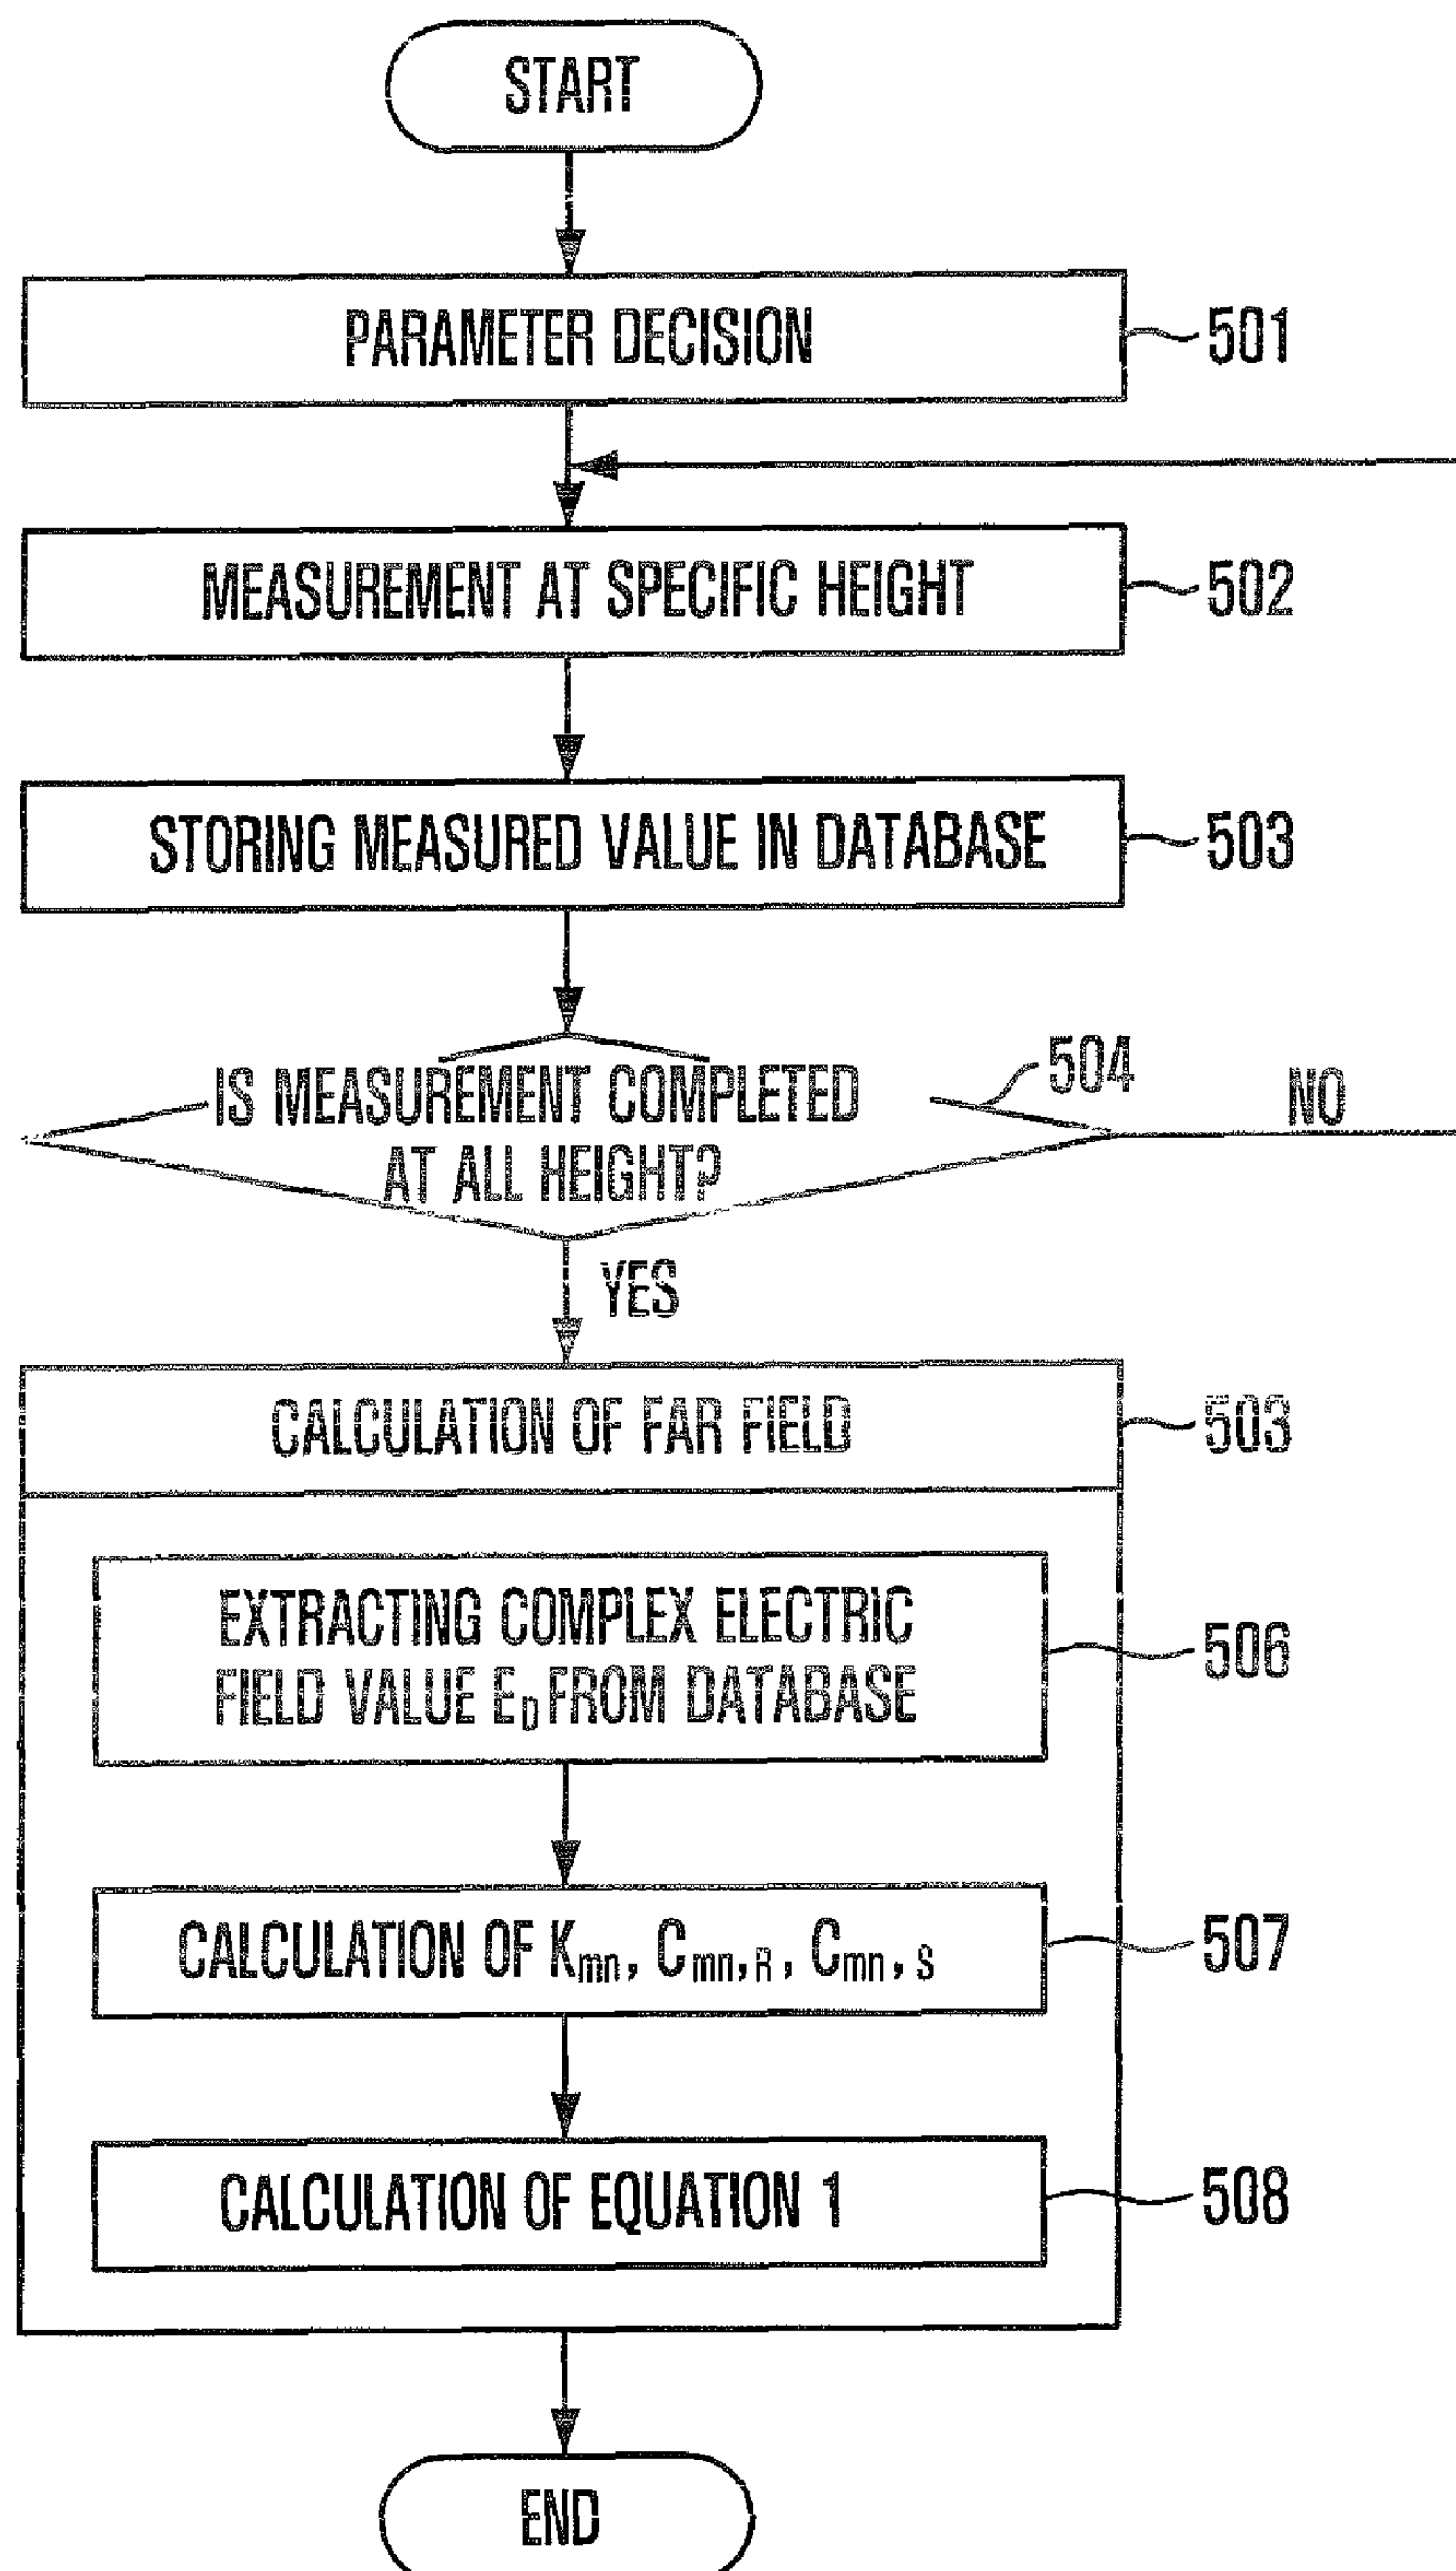 START
PARAMETER DECISION
501
MEASUREMENT AT SPECIFIC HEIGHT
502
STORING MEASURED VALUE IN DATABASE
503
IS MEASUREMENT COMPLETED
AT ALL HEIGHT?
504
NO
YES
CALCULATION OF FAR FIELD
503
EXTRACTING COMPLEX ELECTRIC
FIELD VALUE ED FROM DATABASE
506
CALCULATION OF Kmn, Cmn,R, Cmn,S
507
CALCULATION OF EQUATION 1
508
END